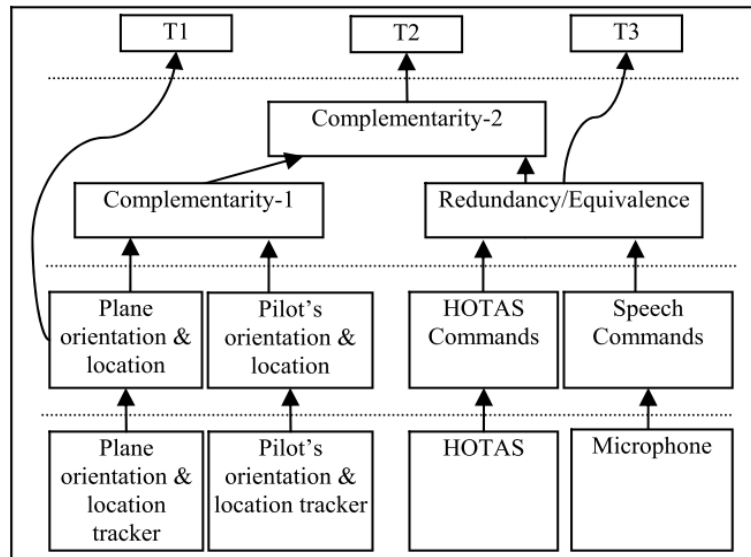 T1
T2
T3
Complementarity-2
Complementarity-1
Redundancy/Equivalence
Plane
orientation &
location
Pilot's
orientation &
location
HOTAS
Commands
Speech
Commands
Plane
orientation &
location
tracker
Pilot's
orientation &
location tracker
HOTAS
Microphone